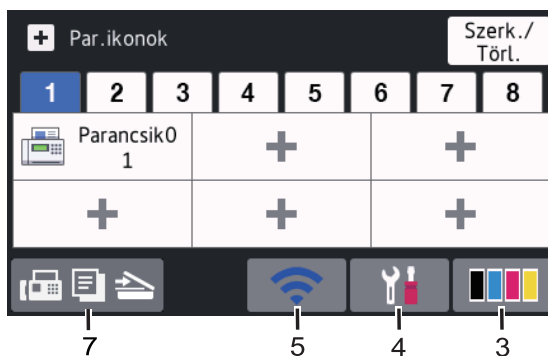 Par.ikonok
Szerk./
Törl.
1 2 3 4 5 6 7 8
Parancsik0
1
7 5 4 3